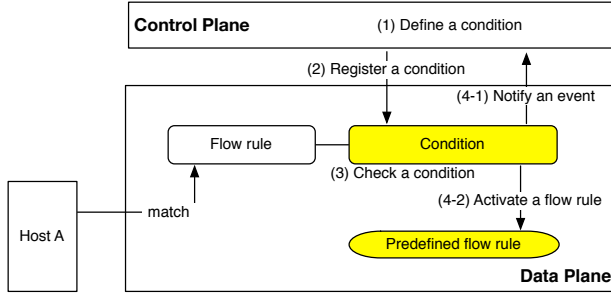 Control Plane
(1) Define a condition
(2) Register a condition
(4-1) Notify an event
Flow rule
Condition
(3) Check a condition
match
(4-2) Activate a flow rule
Host A
Predefined flow rule
Data Plane